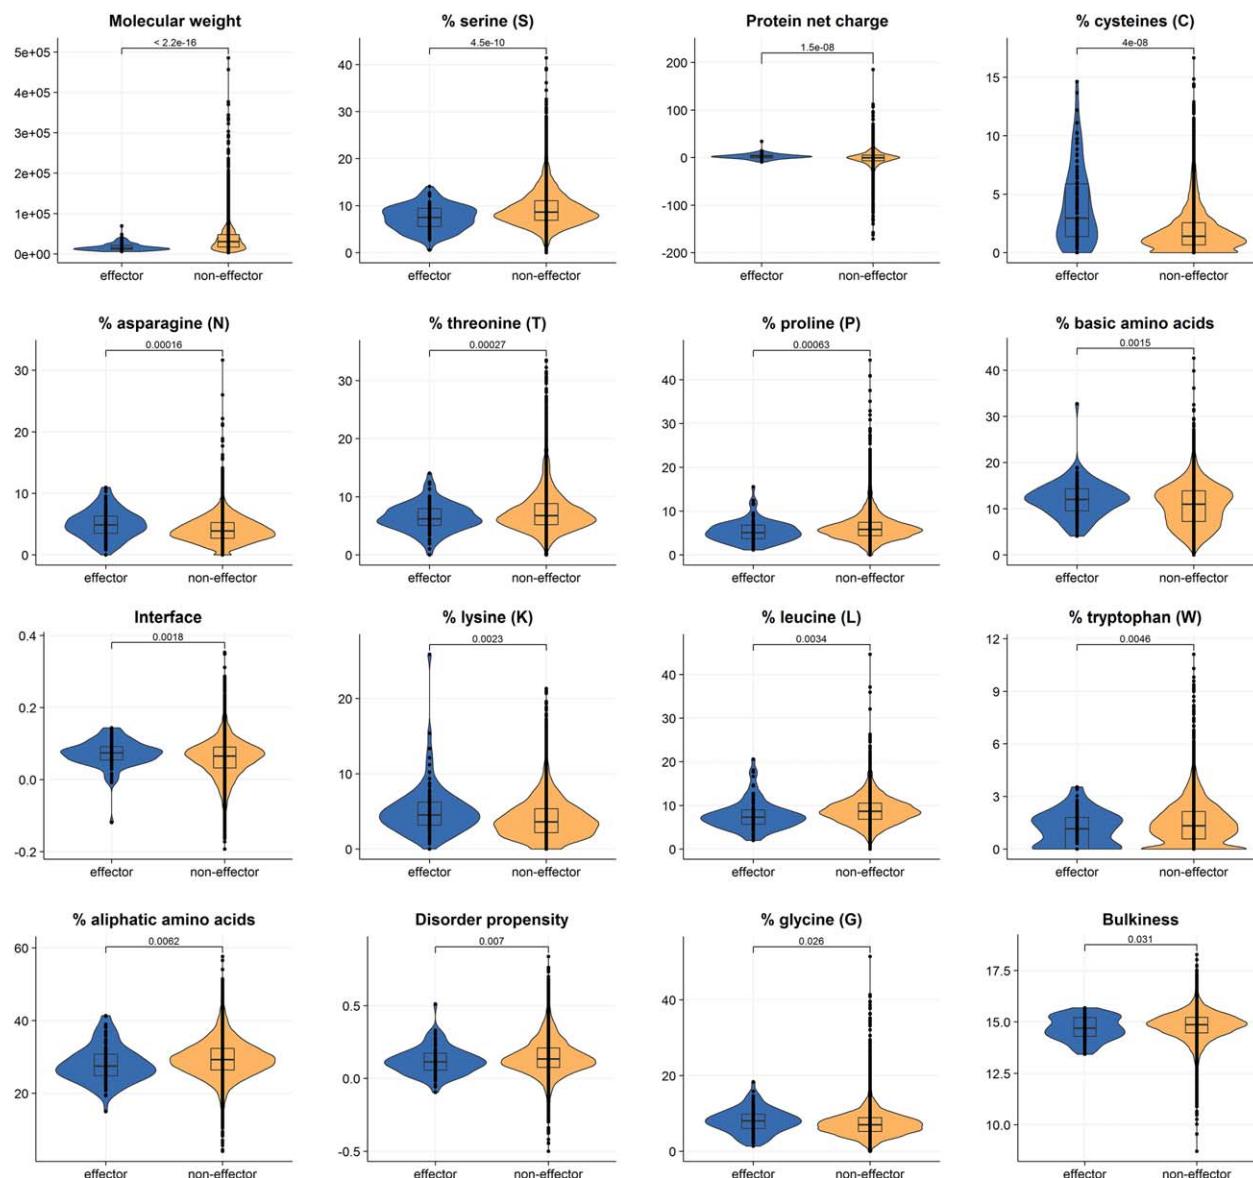 Molecular weight
< 2.2e-16
5e+05
4e+05
3e+05
2e+05
1e+05
0e+00
effector
non-effector
% serine (S)
4.5e-10
40
30
20
10
0
effector
non-effector
Protein net charge
1.5e-08
200
100
0
-100
-200
effector
non-effector
% cysteines (C)
4e-08
15
10
5
0
effector
non-effector
% asparagine (N)
0.00016
30
20
10
0
effector
non-effector
% threonine (T)
0.00027
30
20
10
0
effector
non-effector
% proline (P)
0.00063
40
30
20
10
0
effector
non-effector
% basic amino acids
0.0015
40
30
20
10
0
effector
non-effector
Interface
0.0018
0.4
0.2
0.0
-0.2
effector
non-effector
% lysine (K)
0.0023
20
10
0
effector
non-effector
% leucine (L)
0.0034
40
30
20
10
0
effector
non-effector
% tryptophan (W)
0.0046
12
9
6
3
0
effector
non-effector
% aliphatic amino acids
0.0062
60
40
20
effector
non-effector
Disorder propensity
0.007
0.5
0.0
-0.5
effector
non-effector
% glycine (G)
0.026
40
20
0
effector
non-effector
Bulkiness
0.031
17.5
15.0
12.5
10.0
effector
non-effector